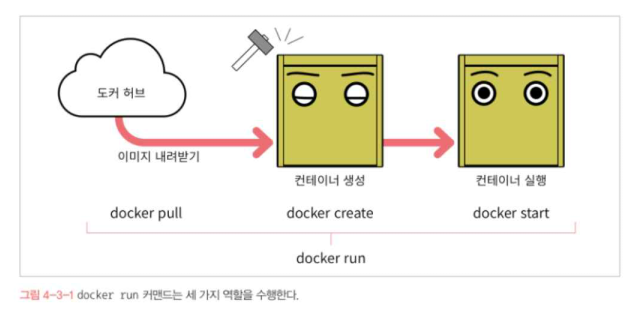 도커 허브
이미지 내려받기
컨테이너 생성
컨테이너 실행
docker pull
docker create
docker start
docker run
그림 4-3-1 docker run 커맨드는 세 가지 역할을 수행한다.